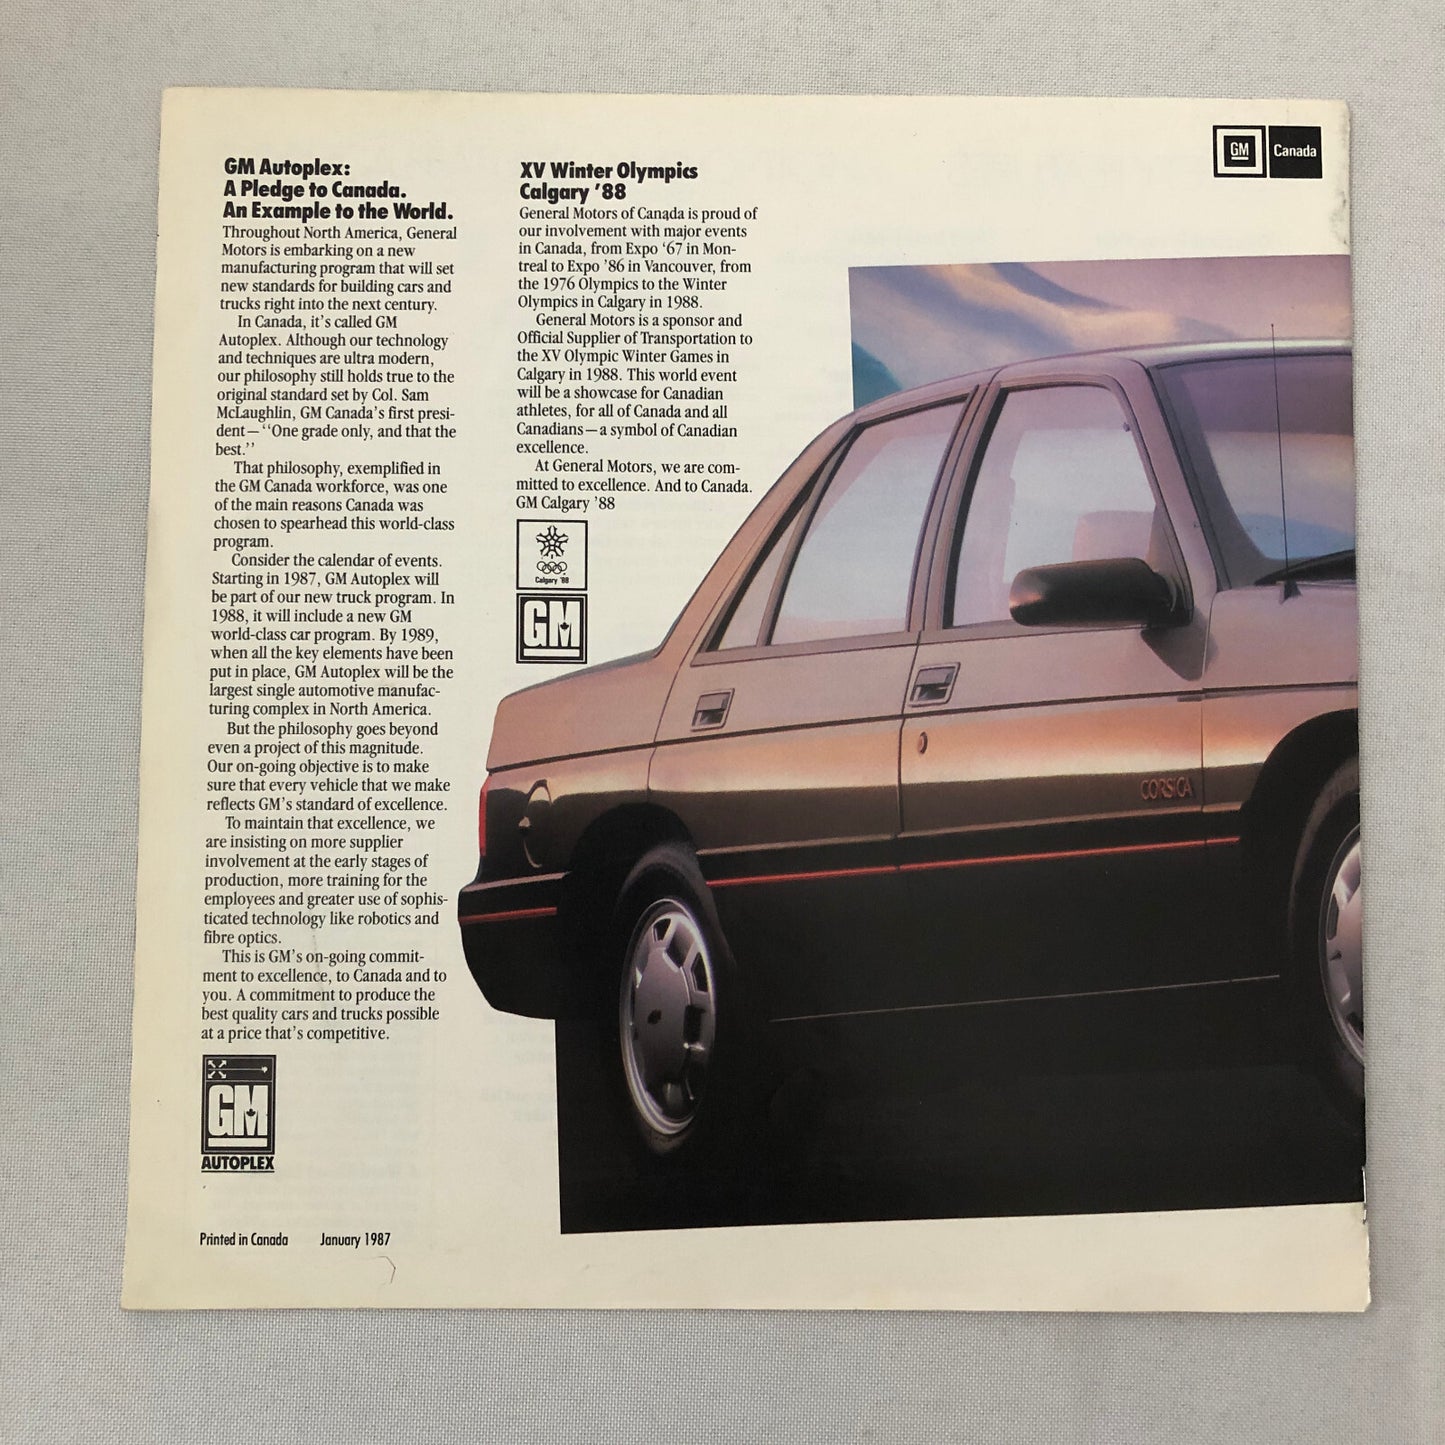 GM Autoplex:
A Pledge to Canada.
An Example to the World.
Throughout North America, General
Motors is embarking on a new
manufacturing program that will set
new standards for building cars and
trucks right into the next century.
In Canada, it's called GM
Autoplex. Although our technology
and techniques are ultra modern,
our philosophy still holds true to the
original standard set by Col. Sam
McLaughlin, GM Canada's first presi-
dent—''One grade only, and that the
best.''
That philosophy, exemplified in
the GM Canada workforce, was one
of the main reasons Canada was
chosen to spearhead this world-class
program.
Consider the calendar of events.
Starting in 1987, GM Autoplex will
be part of our new truck program. In
1988, it will include a new GM
world-class car program. By 1989,
when all the key elements have been
put in place, GM Autoplex will be the
largest single automotive manufac-
turing complex in North America.
But the philosophy goes beyond
even a project of this magnitude.
Our on-going objective is to make
sure that every vehicle that we make
reflects GM's standard of excellence.
To maintain that excellence, we
are insisting on more supplier
involvement at the early stages of
production, more training for the
employees and greater use of sophis-
ticated technology like robotics and
fibre optics.
This is GM's on-going commit-
ment to excellence, to Canada and to
you. A commitment to produce the
best quality cars and trucks possible
at a price that's competitive.
GM
AUTOPLEX
Printed in Canada January 1987
XV Winter Olympics
Calgary '88
General Motors of Canada is proud of
our involvement with major events
in Canada, from Expo '67 in Mon-
treal to Expo '86 in Vancouver, from
the 1976 Olympics to the Winter
Olympics in Calgary in 1988.
General Motors is a sponsor and
Official Supplier of Transportation to
the XV Olympic Winter Games in
Calgary in 1988. This world event
will be a showcase for Canadian
athletes, for all of Canada and all
Canadians—a symbol of Canadian
excellence.
At General Motors, we are com-
mitted to excellence. And to Canada.
GM Calgary '88
Calgary '88
GM
GM Canada
CORSICA